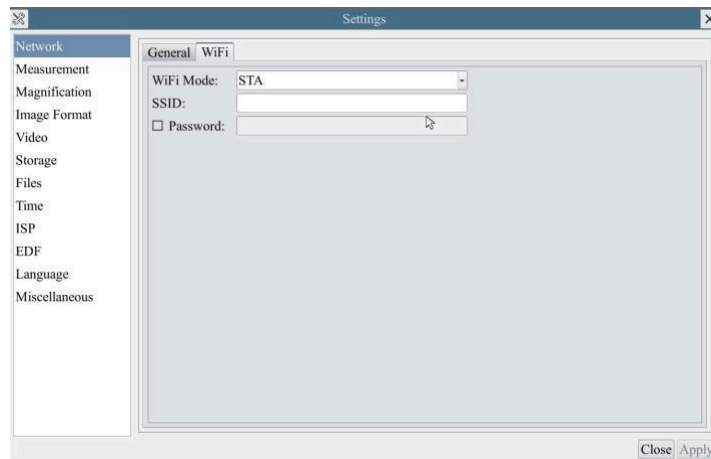 Settings
Network
Measurement
Magnification
Image Format
Video
Storage
Files
Time
ISP
EDF
Language
Miscellaneous
General WiFi
WiFi Mode: STA
SSID:
Password:
Close Apply